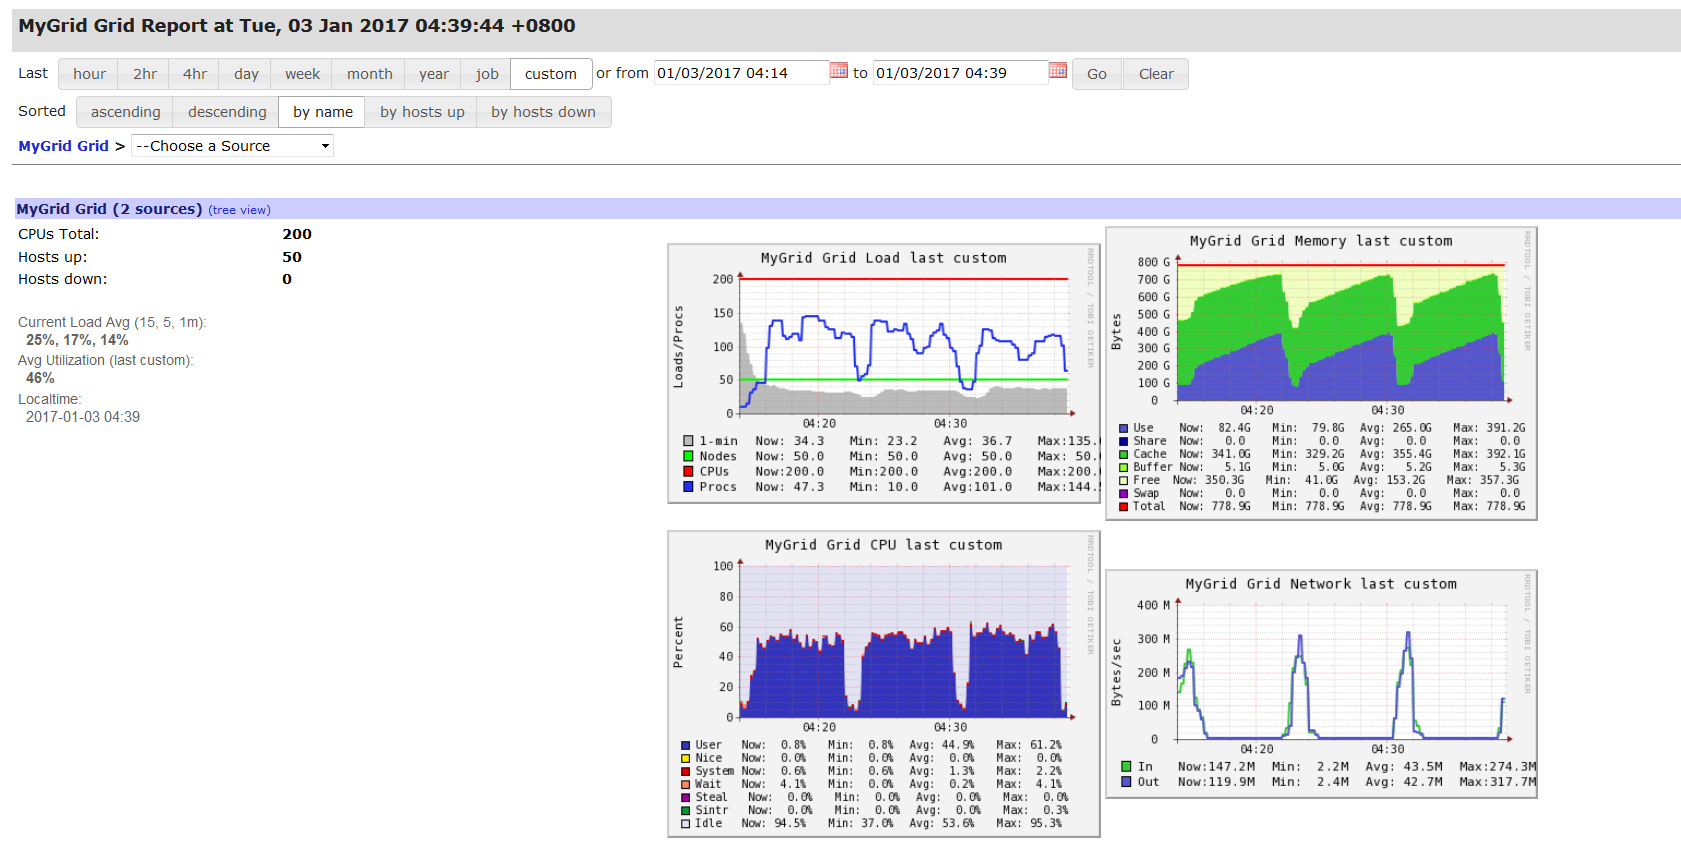 MyGrid Grid Report at Tue, 03 Jan 2017 04:39:44 +0800
Last hour 2hr 4hr day week month year job custom or from 01/03/2017 04:14 to 01/03/2017 04:39 Go Clear
Sorted ascending descending by name by hosts up by hosts down
MyGrid Grid > --Choose a Source
MyGrid Grid (2 sources) (tree view)
CPUs Total: 200
Hosts up: 50
Hosts down: 0
Current Load Avg (15, 5, 1m):
25%, 17%, 14%
Avg Utilization (last custom):
46%
Localtime:
2017-01-03 04:39
MyGrid Grid Load last custom
RRDTOOL / TOBI OETIKER
Loads/Procs
200
150
100
50
0
04:20 04:30
1-min Now: 34.3 Min: 23.2 Avg: 36.7 Max:135.
Nodes Now: 50.0 Min: 50.0 Avg: 50.0 Max: 50.
CPUs Now:200.0 Min:200.0 Avg:200.0 Max:200.
Procs Now: 47.3 Min: 10.0 Avg:101.0 Max:144.
MyGrid Grid Memory last custom
RRDTOOL / TOBI OETIKER
Bytes
800 G
700 G
600 G
500 G
400 G
300 G
200 G
100 G
0
04:20 04:30
Use Now: 82.4G Min: 79.8G Avg: 265.0G Max: 391.2G
Share Now: 0.0 Min: 0.0 Avg: 0.0 Max: 0.0
Cache Now: 341.0G Min: 329.2G Avg: 355.4G Max: 392.1G
Buffer Now: 5.1G Min: 5.0G Avg: 5.2G Max: 5.3G
Free Now: 350.3G Min: 41.0G Avg: 153.2G Max: 357.3G
Swap Now: 0.0 Min: 0.0 Avg: 0.0 Max: 0.0
Total Now: 778.9G Min: 778.9G Avg: 778.9G Max: 778.9G
MyGrid Grid CPU last custom
RRDTOOL / TOBI OETIKER
Percent
100
80
60
40
20
0
04:20 04:30
User Now: 0.8% Min: 0.8% Avg: 44.9% Max: 61.2%
Nice Now: 0.0% Min: 0.0% Avg: 0.0% Max: 0.0%
System Now: 0.6% Min: 0.6% Avg: 1.3% Max: 2.2%
Wait Now: 4.1% Min: 0.0% Avg: 0.2% Max: 4.1%
Steal Now: 0.0% Min: 0.0% Avg: 0.0% Max: 0.0%
Sintr Now: 0.0% Min: 0.0% Avg: 0.0% Max: 0.3%
Idle Now: 94.5% Min: 37.0% Avg: 53.6% Max: 95.3%
MyGrid Grid Network last custom
RRDTOOL / TOBI OETIKER
Bytes/sec
400 M
300 M
200 M
100 M
0
04:20 04:30
In Now:147.2M Min: 2.2M Avg: 43.5M Max:274.3M
Out Now:119.9M Min: 2.4M Avg: 42.7M Max:317.7M